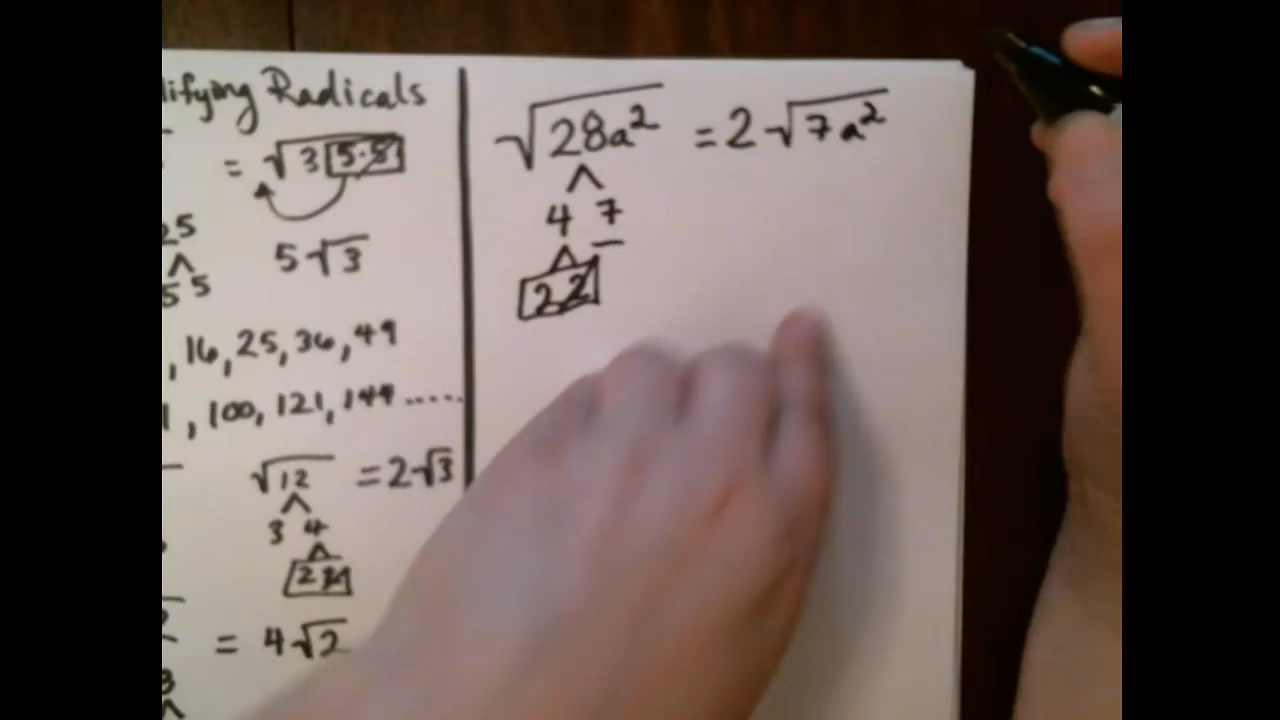 Radicals
= √3 5·5
25
5 5
5√3
, 16, 25, 36, 49
, 100, 121, 144.....
√12 = 2√3
3 4
2 2
= 4√2
3
√28a² = 2√7a²
4 7
2 2